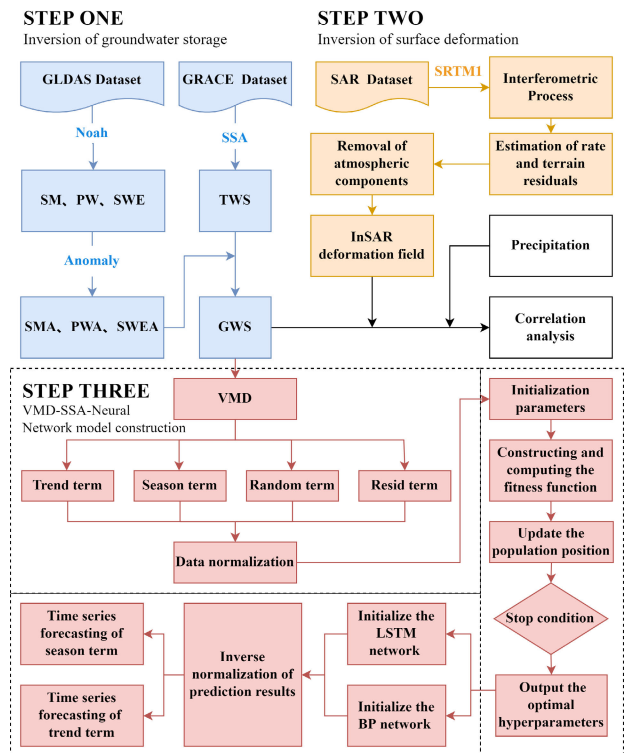 STEP ONE
Inversion of groundwater storage
GLDAS Dataset
GRACE Dataset
Noah
SSA
SM、PW、SWE
TWS
Anomaly
SMA、PWA、SWEA
GWS
STEP TWO
Inversion of surface deformation
SAR Dataset
SRTM1
Interferometric
Process
Removal of
atmospheric
components
Estimation of rate
and terrain
residuals
InSAR
deformation field
Precipitation
Correlation
analysis
STEP THREE
VMD-SSA-Neural
Network model construction
VMD
Trend term
Season term
Random term
Resid term
Data normalization
Initialization
parameters
Constructing and
computing the
fitness function
Update the
population position
Stop condition
Output the
optimal
hyperparameters
Initialize the
LSTM
network
Initialize the
BP network
Inverse
normalization of
prediction results
Time series
forecasting of
season term
Time series
forecasting of
trend term